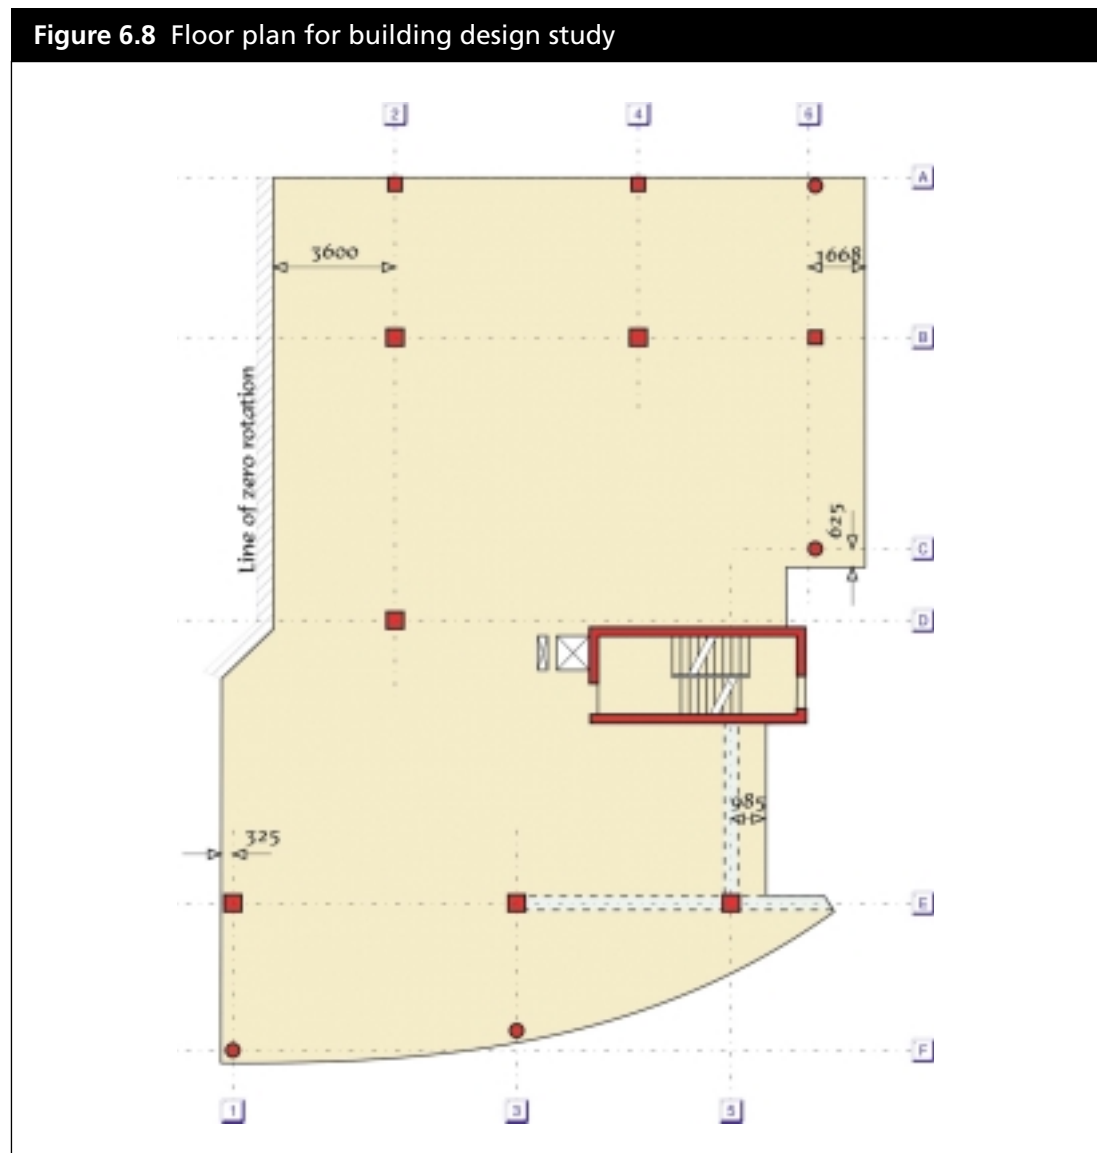 Figure 6.8 Floor plan for building design study
2
4
6
A
3600
1668
B
Line of zero rotation
625
C
D
985
325
E
F
1
3
5